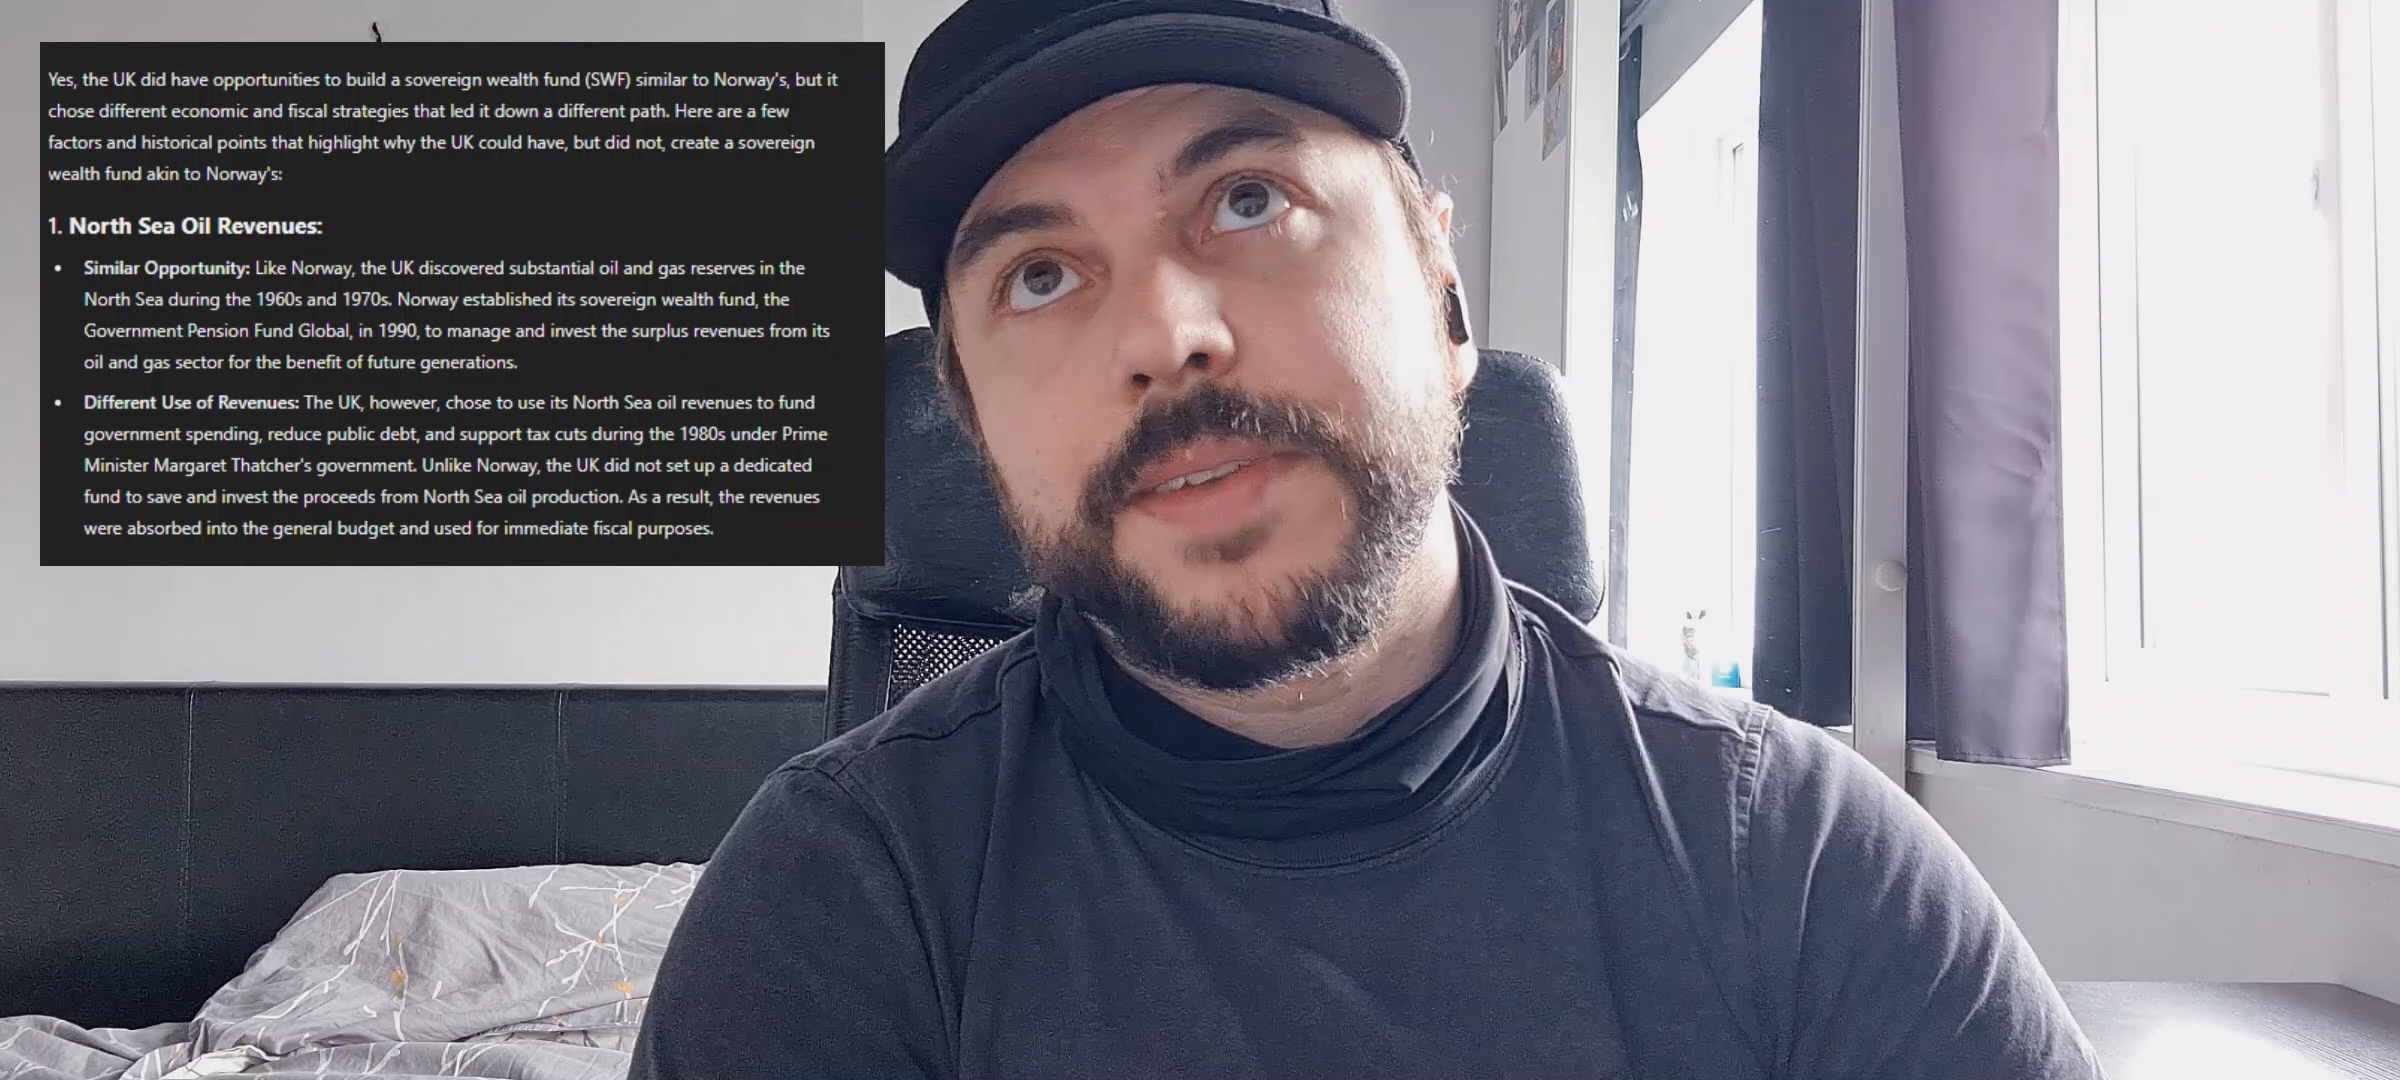 Yes, the UK did have opportunities to build a sovereign wealth fund (SWF) similar to Norway's, but it
chose different economic and fiscal strategies that led it down a different path. Here are a few
factors and historical points that highlight why the UK could have, but did not, create a sovereign
wealth fund akin to Norway's:
1. North Sea Oil Revenues:
• Similar Opportunity: Like Norway, the UK discovered substantial oil and gas reserves in the
North Sea during the 1960s and 1970s. Norway established its sovereign wealth fund, the
Government Pension Fund Global, in 1990, to manage and invest the surplus revenues from its
oil and gas sector for the benefit of future generations.
• Different Use of Revenues: The UK, however, chose to use its North Sea oil revenues to fund
government spending, reduce public debt, and support tax cuts during the 1980s under Prime
Minister Margaret Thatcher's government. Unlike Norway, the UK did not set up a dedicated
fund to save and invest the proceeds from North Sea oil production. As a result, the revenues
were absorbed into the general budget and used for immediate fiscal purposes.